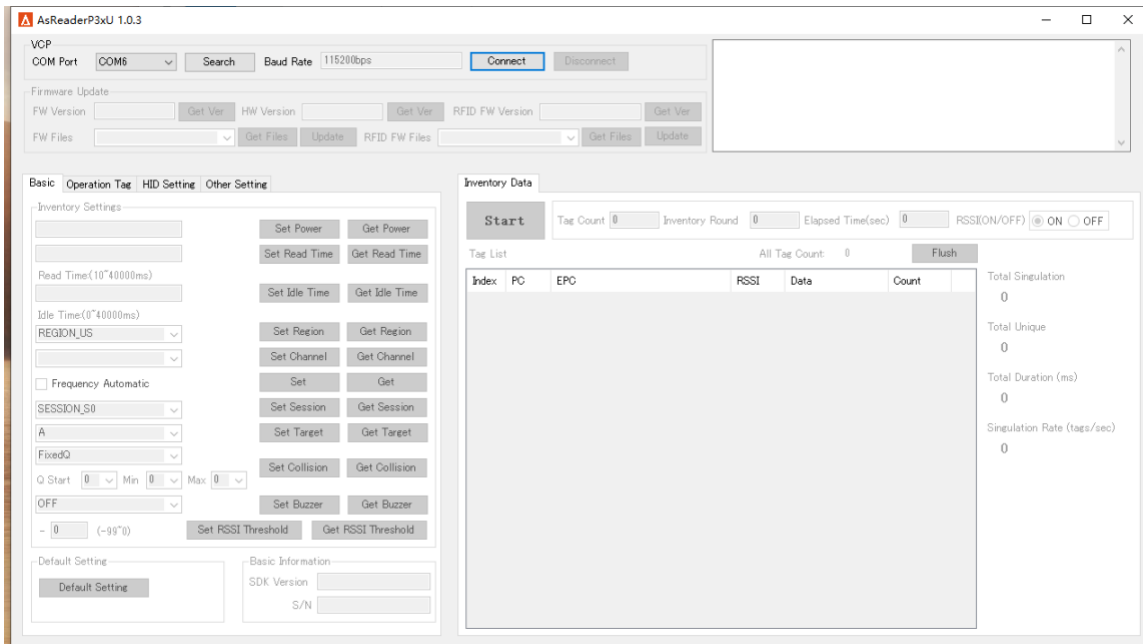 AsReaderP3xU 1.0.3
VCP
COM Port COM6 Search Baud Rate 115200bps Connect Disconnect
Firmware Update
FW Version Get Ver HW Version Get Ver RFID FW Version Get Ver
FW Files Get Files Update RFID FW Files Get Files Update
Basic Operation Tag HID Setting Other Setting
Inventory Settings
Set Power Get Power
Set Read Time Get Read Time
Read Time:(10~40000ms)
Set Idle Time Get Idle Time
Idle Time:(0~40000ms)
REGION_US Set Region Get Region
Set Channel Get Channel
Frequency Automatic Set Get
SESSION_S0 Set Session Get Session
A Set Target Get Target
FixedQ
Set Collision Get Collision
Q Start 0 Min 0 Max 0
OFF Set Buzzer Get Buzzer
- 0 (-99~0) Set RSSI Threshold Get RSSI Threshold
Default Setting
Default Setting
Basic Information
SDK Version
S/N
Inventory Data
Start Tag Count 0 Inventory Round 0 Elapsed Time(sec) 0 RSSI(ON/OFF) ON OFF
Tag List All Tag Count 0 Flush
Index PC EPC RSSI Data Count
Total Singulation
0
Total Unique
0
Total Duration (ms)
0
Singulation Rate (tags/sec)
0